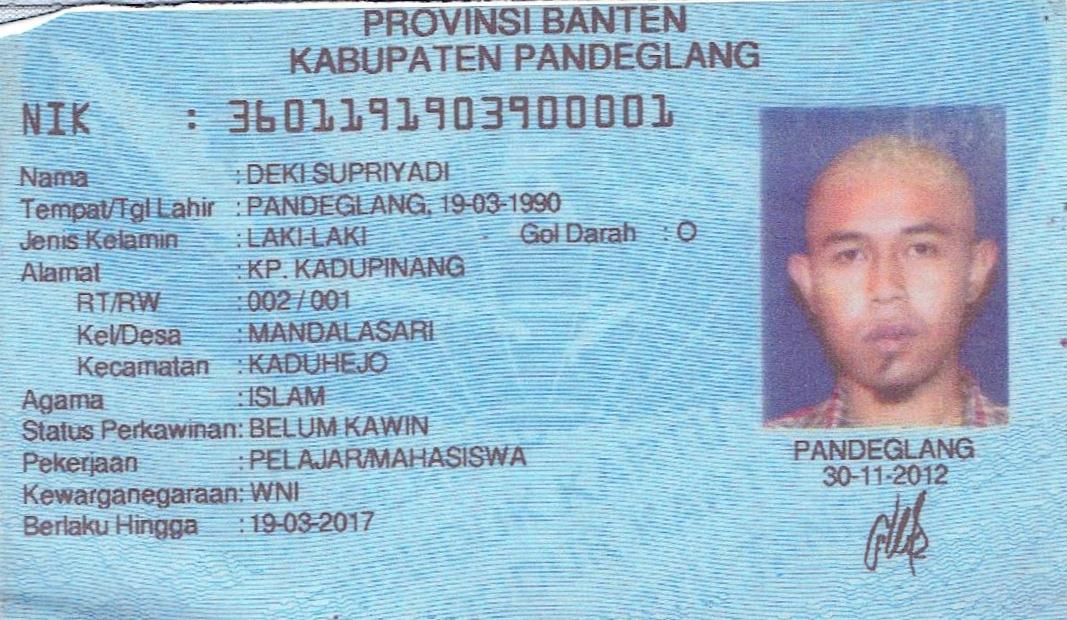 PROVINSI BANTEN
KABUPATEN PANDEGLANG
NIK : 3601191903900001
Nama : DEKI SUPRIYADI
Tempat/Tgl Lahir : PANDEGLANG, 19-03-1990
Jenis Kelamin : LAKI-LAKI Gol Darah : O
Alamat : KP. KADUPINANG
RT/RW : 002 / 001
Kel/Desa : MANDALASARI
Kecamatan : KADUHEJO
Agama : ISLAM
Status Perkawinan: BELUM KAWIN
Pekerjaan : PELAJAR/MAHASISWA
Kewarganegaraan: WNI
Berlaku Hingga : 19-03-2017
PANDEGLANG
30-11-2012